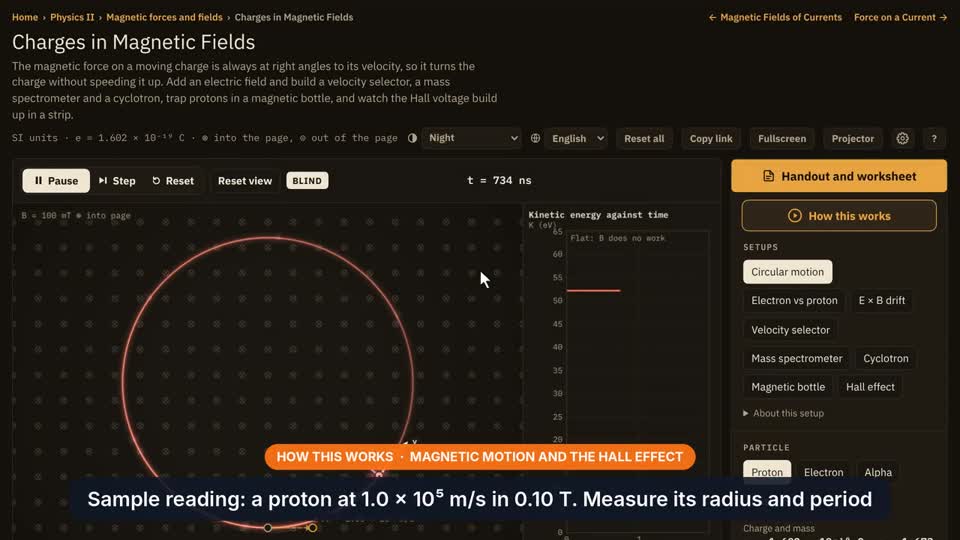 Home › Physics II › Magnetic forces and fields › Charges in Magnetic Fields
← Magnetic Fields of Currents Force on a Current →
Charges in Magnetic Fields
The magnetic force on a moving charge is always at right angles to its velocity, so it turns the
charge without speeding it up. Add an electric field and build a velocity selector, a mass
spectrometer and a cyclotron, trap protons in a magnetic bottle, and watch the Hall voltage build
up in a strip.
SI units · e = 1.602 × 10⁻¹⁹ C · ⊗ into the page, ⊙ out of the page
Night
English
Reset all
Copy link
Fullscreen
Projector
?
Pause
Step
Reset
Reset view
BLIND
t = 734 ns
Handout and worksheet
How this works
B = 100 mT ⊗ into page
Kinetic energy against time
K (eV)
Flat: B does no work
65
60
55
50
45
40
35
30
25
20
0
0
1
v
SETUPS
Circular motion
Electron vs proton
E × B drift
Velocity selector
Mass spectrometer
Cyclotron
Magnetic bottle
Hall effect
▶ About this setup
PARTICLE
Proton
Electron
Alpha
Charge and mass
HOW THIS WORKS · MAGNETIC MOTION AND THE HALL EFFECT
Sample reading: a proton at 1.0 × 10⁵ m/s in 0.10 T. Measure its radius and period